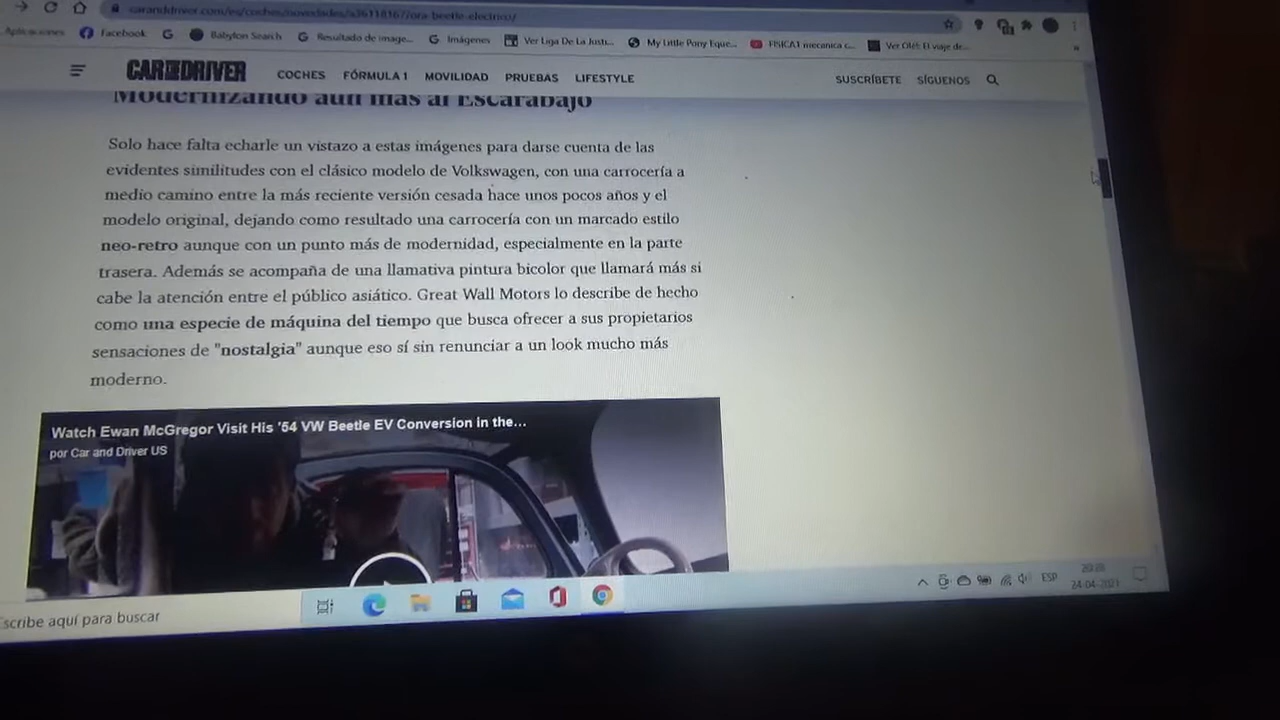 caranddriver.com/es/coches/novedades/a36118167/ora-beetle-electrico/
Aplicaciones Facebook Babylon Search Resultado de image... Imágenes Ver Liga De La Justi... My Little Pony Eque... FISICA1 mecanica c... Ver Olé: El viaje de...
CAR AND DRIVER COCHES FÓRMULA 1 MOVILIDAD PRUEBAS LIFESTYLE SUSCRÍBETE SÍGUENOS
Modernizando aún más al Escarabajo
Solo hace falta echarle un vistazo a estas imágenes para darse cuenta de las
evidentes similitudes con el clásico modelo de Volkswagen, con una carrocería a
medio camino entre la más reciente versión cesada hace unos pocos años y el
modelo original, dejando como resultado una carrocería con un marcado estilo
neo-retro aunque con un punto más de modernidad, especialmente en la parte
trasera. Además se acompaña de una llamativa pintura bicolor que llamará más si
cabe la atención entre el público asiático. Great Wall Motors lo describe de hecho
como una especie de máquina del tiempo que busca ofrecer a sus propietarios
sensaciones de "nostalgia" aunque eso sí sin renunciar a un look mucho más
moderno.
Watch Ewan McGregor Visit His '54 VW Beetle EV Conversion in the...
por Car and Driver US
scribe aquí para buscar
ESP
24-04-2021